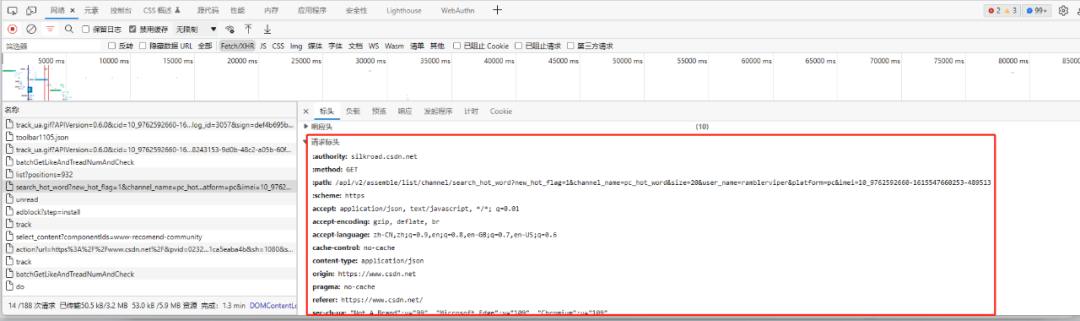 网络 × 元素 控制台 CSS 概述 源代码 性能 内存 应用程序 安全性 Lighthouse WebAuthn + 2 3 99+
保留日志 禁用缓存 无限制
筛选器 反转 隐藏数据 URL 全部 Fetch/XHR JS CSS Img 媒体 字体 文档 WS Wasm 清单 其他 已阻止 Cookie 已阻止请求 第三方请求
5000 ms 10000 ms 15000 ms 20000 ms 25000 ms 30000 ms 35000 ms 40000 ms 45000 ms 50000 ms 55000 ms 60000 ms 65000 ms 70000 ms 75000 ms 80000 ms
名称
track_ux.gif?APIVersion=0.6.0&cid=10_9762592660-16...log_id=3057&sign=def4b695b...
toolbar1105.json
track_ux.gif?APIVersion=0.6.0&cid=10_9762592660-16...0243153-9d0b-48c2-a05b-60f...
batchGetLikeAndTreadNumAndCheck
list?positions=932
search_hot_word?new_hot_flag=1&channel_name=pc_hot...atform=pc&imei=10_9762...
unread
adblock?step=install
track
select_content?componentIds=www-recomend-community
action?url=https%3A%2F%2Fwww.csdn.net%2F&pvid=0232...1ca5eaba4b&sh=1080&s...
track
batchGetLikeAndTreadNumAndCheck
do
14 /188 次请求 已传输50.5 kB/3.2 MB 53.0 kB /5.9 MB 资源 完成: 1.3 min DOMContentLo
× 标头 负载 预览 响应 发起程序 计时 Cookie
响应头 (10)
请求标头
:authority: silkroad.csdn.net
:method: GET
:path: /api/v2/assemble/list/channel/search_hot_word?new_hot_flag=1&channel_name=pc_hot_word&size=20&user_name=ramblerviper&platform=pc&imei=10_9762592660-1615547660253-489513
:scheme: https
accept: application/json, text/javascript, */*; q=0.01
accept-encoding: gzip, deflate, br
accept-language: zh-CN,zh;q=0.9,en;q=0.8,en-GB;q=0.7,en-US;q=0.6
cache-control: no-cache
content-type: application/json
origin: https://www.csdn.net
pragma: no-cache
referer: https://www.csdn.net/
sec-ch-ua: "Not_A Brand";v="99", "Microsoft Edge";v="109", "Chromium";v="109"